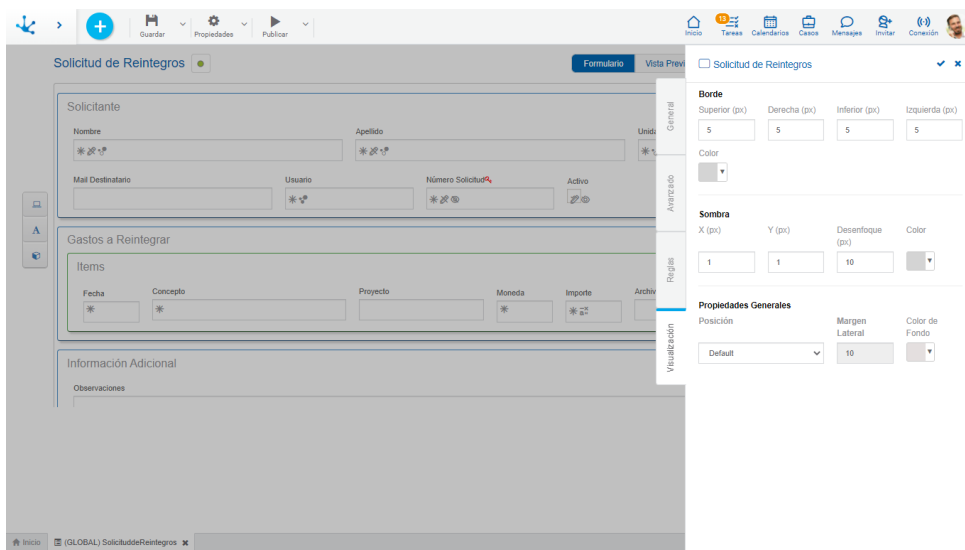 Guardar
Propiedades
Publicar
Inicio
13
Tareas
Calendarios
Casos
Mensajes
Invitar
Conexión
Solicitud de Reintegros
Formulario
Vista Previ
Solicitante
Nombre
Apellido
Unida
Mail Destinatario
Usuario
Número Solicitud
Activo
A
Gastos a Reintegrar
Items
Fecha
Concepto
Proyecto
Moneda
Importe
Archiv
Información Adicional
Observaciones
General
Avanzado
Reglas
Visualización
Solicitud de Reintegros
Borde
Superior (px)
Derecha (px)
Inferior (px)
Izquierda (px)
5
5
5
5
Color
Sombra
X (px)
Y (px)
Desenfoque
(px)
Color
1
1
10
Propiedades Generales
Posición
Margen
Lateral
Color de
Fondo
Default
10
Inicio
(GLOBAL) SolicituddeReintegros